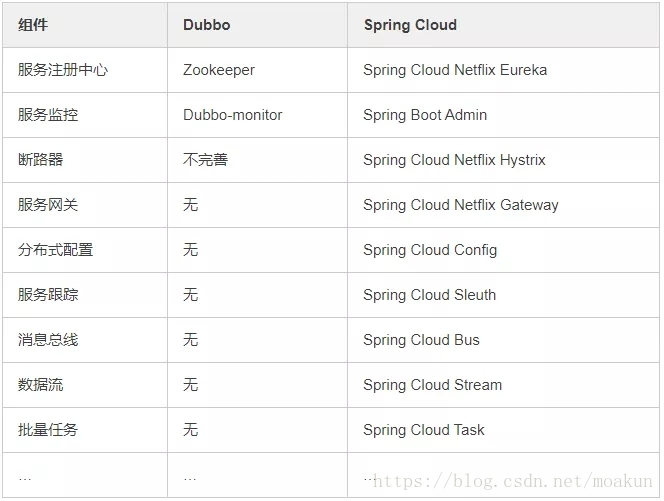 组件 Dubbo Spring Cloud
服务注册中心 Zookeeper Spring Cloud Netflix Eureka
服务监控 Dubbo-monitor Spring Boot Admin
断路器 不完善 Spring Cloud Netflix Hystrix
服务网关 无 Spring Cloud Netflix Gateway
分布式配置 无 Spring Cloud Config
服务跟踪 无 Spring Cloud Sleuth
消息总线 无 Spring Cloud Bus
数据流 无 Spring Cloud Stream
批量任务 无 Spring Cloud Task
… … …
https://blog.csdn.net/moakun